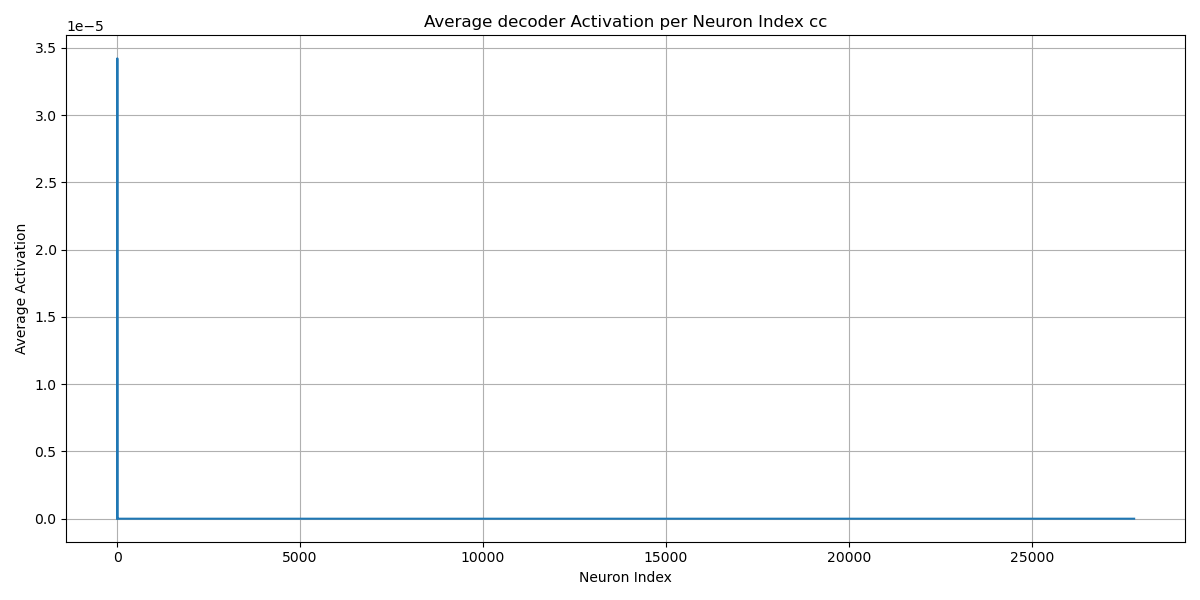 Average decoder Activation per Neuron Index cc
1e−5
3.5
3.0
2.5
2.0
1.5
1.0
0.5
0.0
Average Activation
0 5000 10000 15000 20000 25000
Neuron Index